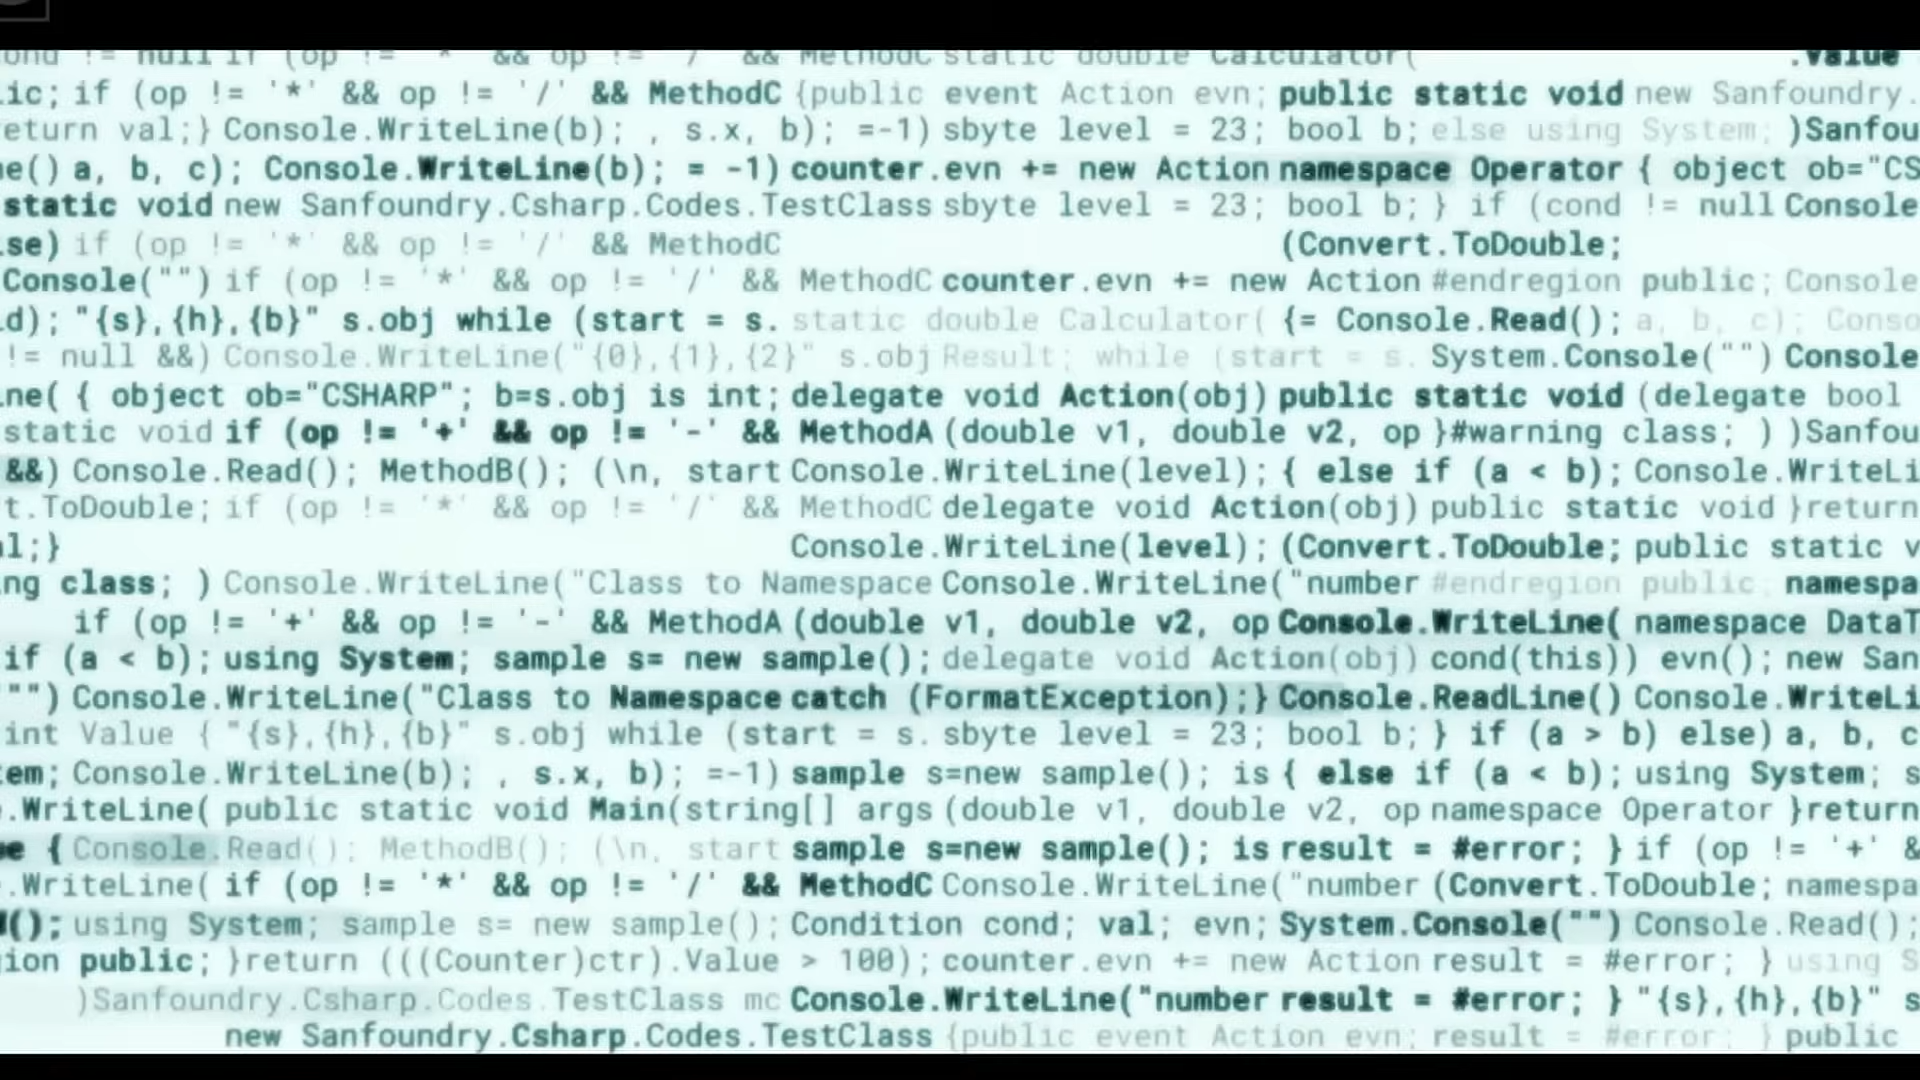 ond != null if (op != '*' && op != '/' && MethodC static double Calculator( .Value
ic; if (op != '*' && op != '/' && MethodC {public event Action evn; public static void new Sanfoundry.
eturn val;} Console.WriteLine(b); , s.x, b); =-1) sbyte level = 23; bool b; else using System; )Sanfou
ne() a, b, c); Console.WriteLine(b); = -1) counter.evn += new Action namespace Operator { object ob="CS
static void new Sanfoundry.Csharp.Codes.TestClass sbyte level = 23; bool b; } if (cond != null Console
se) if (op != '*' && op != '/' && MethodC (Convert.ToDouble;
Console("") if (op != '*' && op != '/' && MethodC counter.evn += new Action #endregion public; Console
d); "{s},{h},{b}" s.obj while (start = s. static double Calculator( {= Console.Read(); a, b, c); Conso
!= null &&) Console.WriteLine("{0},{1},{2}" s.obj Result; while (start = s. System.Console("") Console
ne( { object ob="CSHARP"; b=s.obj is int; delegate void Action(obj) public static void (delegate bool
static void if (op != '+' && op != '-' && MethodA (double v1, double v2, op }#warning class; ) )Sanfou
&&) Console.Read(); MethodB(); (\n, start Console.WriteLine(level); { else if (a < b); Console.WriteLi
t.ToDouble; if (op != '*' && op != '/' && MethodC delegate void Action(obj) public static void }return
l;} Console.WriteLine(level); (Convert.ToDouble; public static v
ng class; ) Console.WriteLine("Class to Namespace Console.WriteLine("number #endregion public; namespa
if (op != '+' && op != '-' && MethodA (double v1, double v2, op Console.WriteLine( namespace DataT
if (a < b); using System; sample s= new sample(); delegate void Action(obj) cond(this)) evn(); new San
"") Console.WriteLine("Class to Namespace catch (FormatException);} Console.ReadLine() Console.WriteLi
int Value { "{s},{h},{b}" s.obj while (start = s. sbyte level = 23; bool b; } if (a > b) else) a, b, c
em; Console.WriteLine(b); , s.x, b); =-1) sample s=new sample(); is { else if (a < b); using System; s
.WriteLine( public static void Main(string[] args (double v1, double v2, op namespace Operator }return
e { Console.Read(); MethodB(); (\n, start sample s=new sample(); is result = #error; } if (op != '+' &
.WriteLine( if (op != '*' && op != '/' && MethodC Console.WriteLine("number (Convert.ToDouble; namespa
(); using System; sample s= new sample(); Condition cond; val; evn; System.Console("") Console.Read();
ion public; }return (((Counter)ctr).Value > 100); counter.evn += new Action result = #error; } using S
)Sanfoundry.Csharp.Codes.TestClass mc Console.WriteLine("number result = #error; } "{s},{h},{b}" s
new Sanfoundry.Csharp.Codes.TestClass {public event Action evn; result = #error; } public